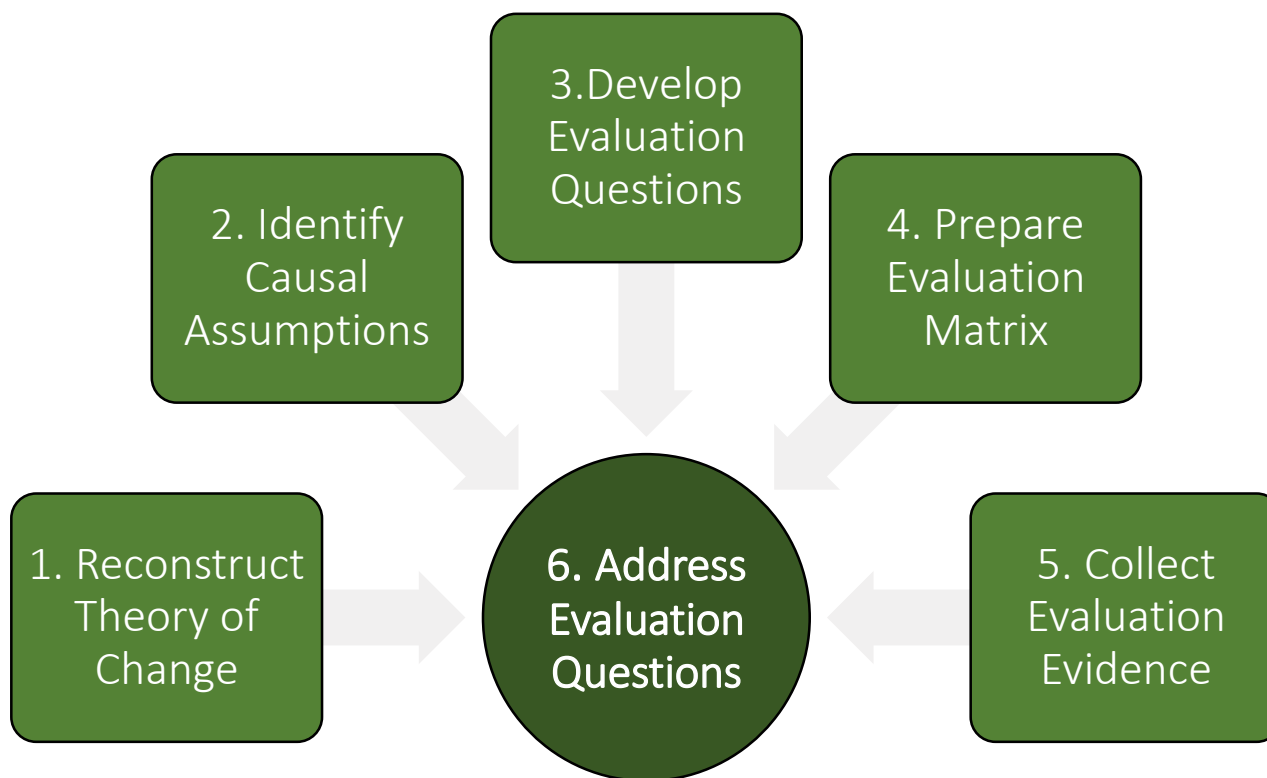 1. Reconstruct
Theory of
Change
2. Identify
Causal
Assumptions
3.Develop
Evaluation
Questions
4. Prepare
Evaluation
Matrix
5. Collect
Evaluation
Evidence
6. Address
Evaluation
Questions